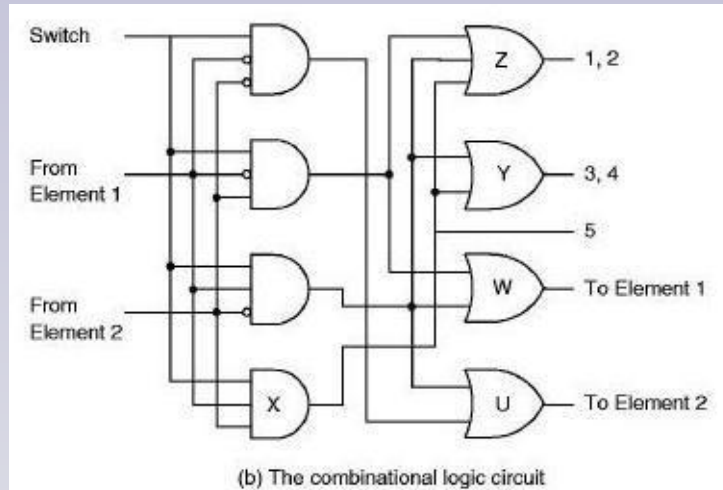 Switch
Z
1, 2
From
Element 1
Y
3, 4
5
W
To Element 1
From
Element 2
X
U
To Element 2
(b) The combinational logic circuit